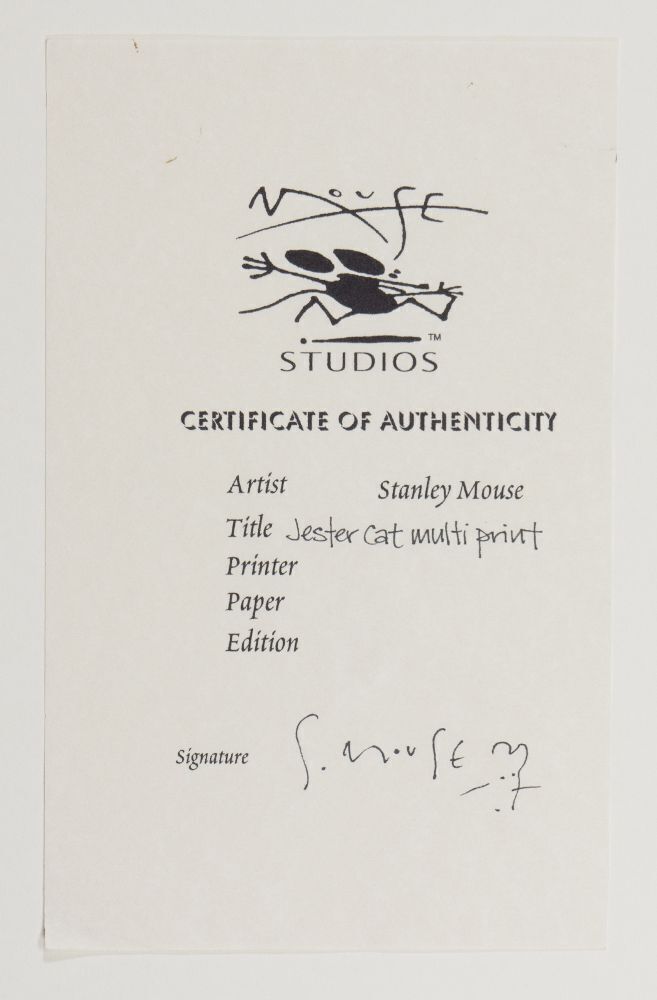 MOUSE
STUDIOS™
CERTIFICATE OF AUTHENTICITY
Artist Stanley Mouse
Title Jester Cat multi print
Printer
Paper
Edition
Signature S. Mouse